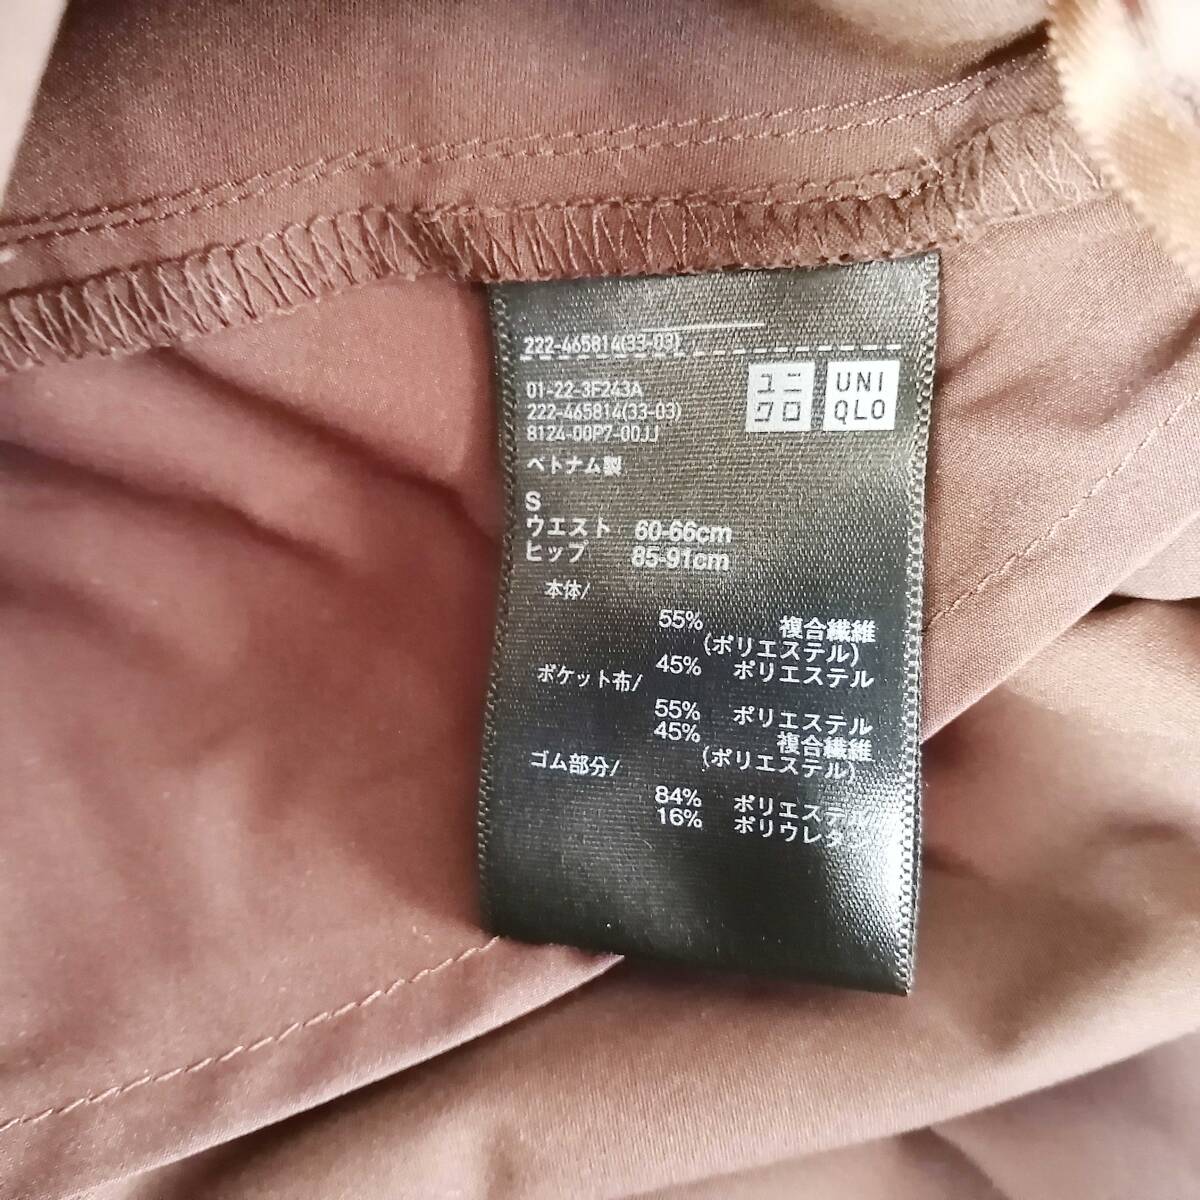 222-465814(33-03)
01-22-3F243A
222-465814(33-03)
8124-00P7-00JJ
ユニ
クロ
UNI
QLO
ベトナム製
S
ウエスト 60-66cm
ヒップ 85-91cm
本体/
55% 複合繊維
(ポリエステル)
45% ポリエステル
ポケット布/
55% ポリエステル
45% 複合繊維
(ポリエステル)
ゴム部分/
84% ポリエステル
16% ポリウレタン